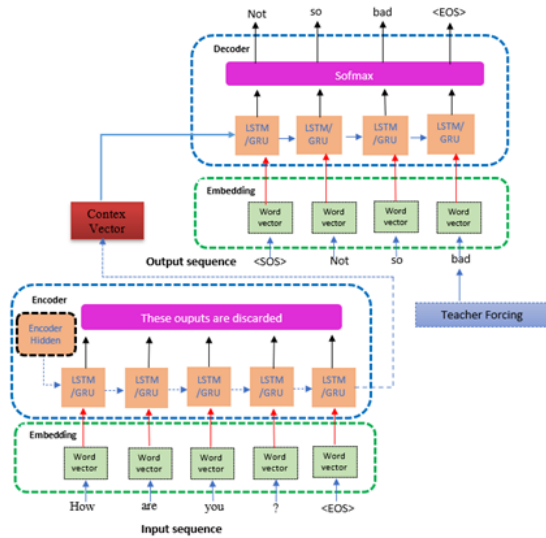 Not so bad <EOS>
Decoder
Sofmax
LSTM LSTM/ LSTM/ LSTM/
/GRU GRU GRU GRU
Embedding
Word Word Word Word
vector vector vector vector
Contex
Vector
Output sequence <SOS> Not so bad
Teacher Forcing
Encoder
Encoder
Hidden
These ouputs are discarded
LSTM LSTM LSTM LSTM LSTM
/GRU /GRU /GRU /GRU /GRU
Embedding
Word Word Word Word Word
vector vector vector vector vector
How are you ? <EOS>
Input sequence